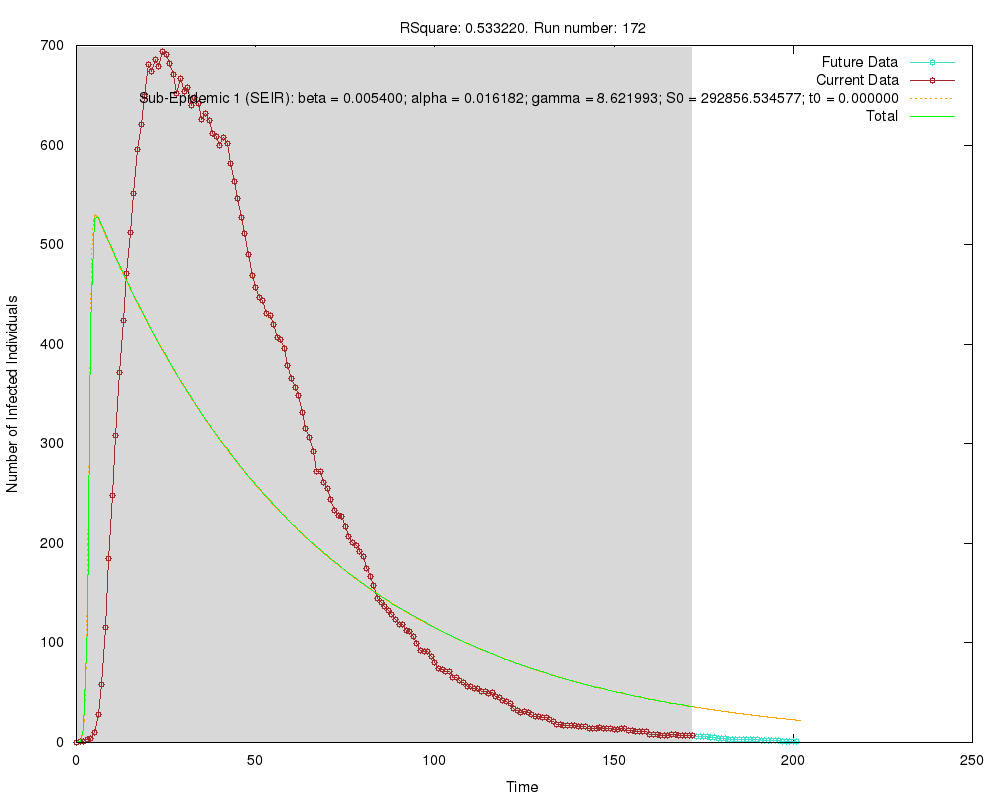 RSquare: 0.533220. Run number: 172
700
600
500
400
300
200
100
0
Number of Infected Individuals
Future Data
Current Data
Sub-Epidemic 1 (SEIR): beta = 0.005400; alpha = 0.016182; gamma = 8.621993; S0 = 292856.534577; t0 = 0.000000
Total
0 50 100 150 200 250
Time